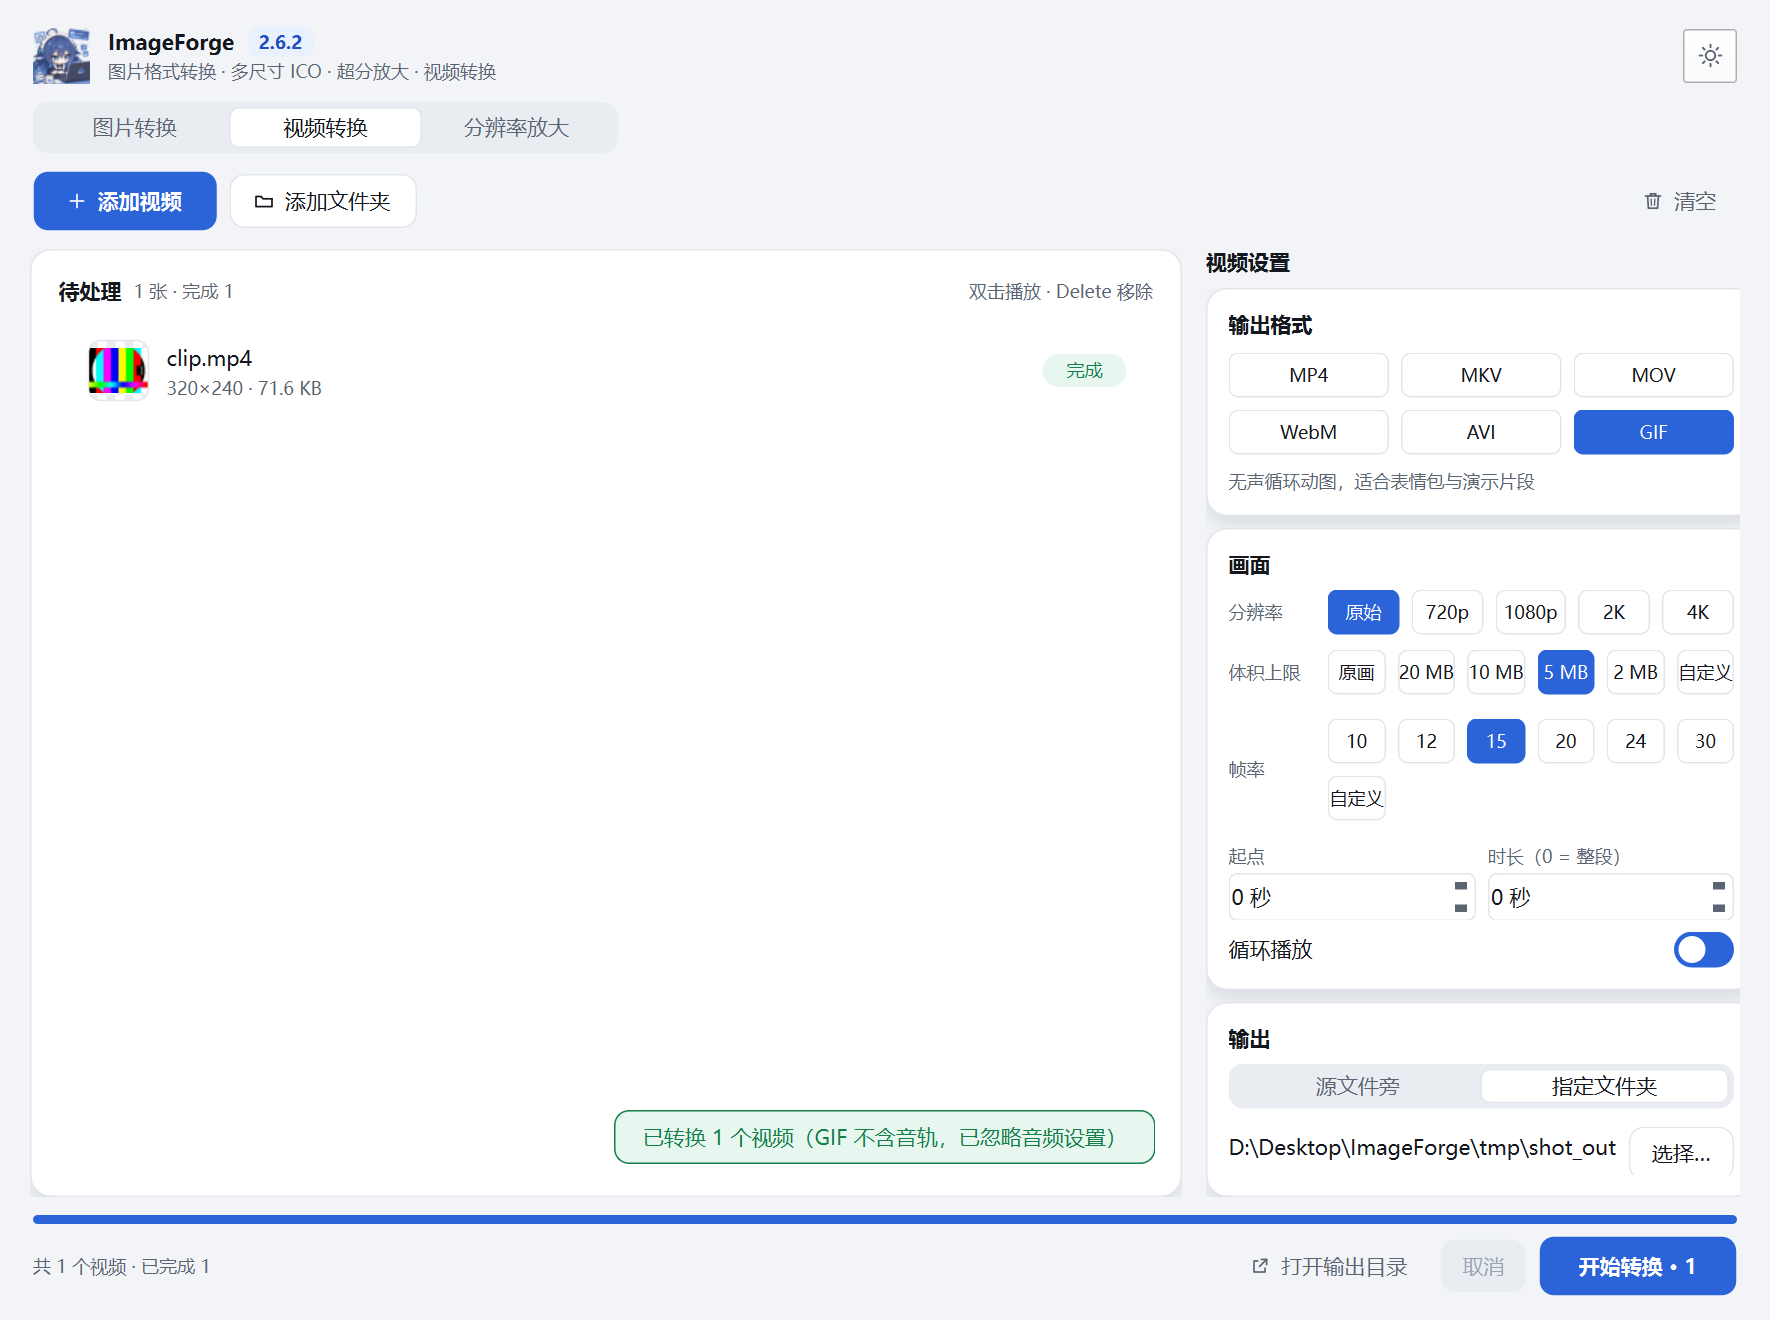 ImageForge 2.6.2
图片格式转换 · 多尺寸 ICO · 超分放大 · 视频转换
图片转换 视频转换 分辨率放大
添加视频 添加文件夹 清空
待处理 1 张 · 完成 1 双击播放 · Delete 移除
clip.mp4
320×240 · 71.6 KB
完成
已转换 1 个视频（GIF 不含音轨，已忽略音频设置）
视频设置
输出格式
MP4 MKV MOV
WebM AVI GIF
无声循环动图，适合表情包与演示片段
画面
分辨率 原始 720p 1080p 2K 4K
体积上限 原画 20 MB 10 MB 5 MB 2 MB 自定义
帧率 10 12 15 20 24 30
自定义
起点 时长（0 = 整段）
0 秒 0 秒
循环播放
输出
源文件旁 指定文件夹
D:\Desktop\ImageForge\tmp\shot_out 选择...
共 1 个视频 · 已完成 1 打开输出目录 取消 开始转换 • 1